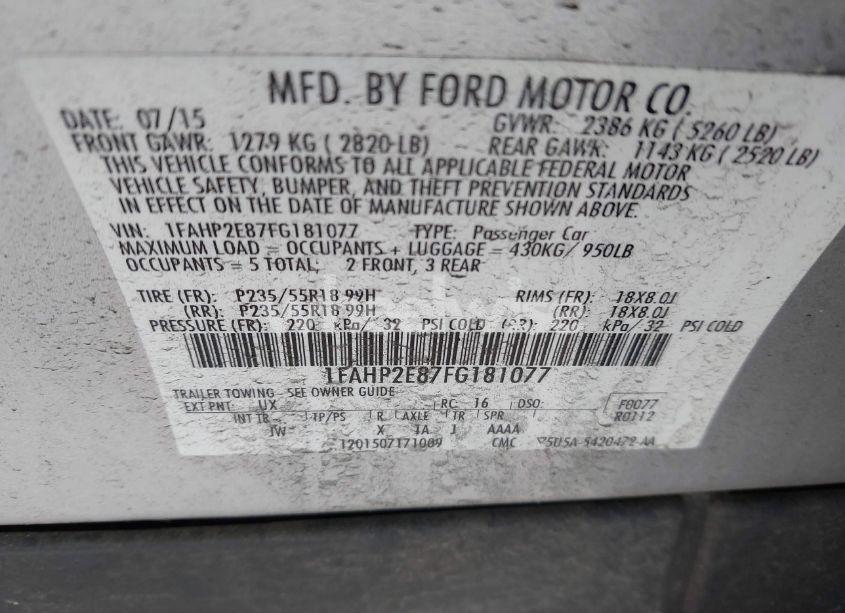 MFD. BY FORD MOTOR CO.
DATE: 07/15 GVWR: 2386 KG ( 5260 LB)
FRONT GAWR: 1279 KG ( 2820 LB) REAR GAWR: 1143 KG ( 2520 LB)
THIS VEHICLE CONFORMS TO ALL APPLICABLE FEDERAL MOTOR
VEHICLE SAFETY, BUMPER, AND THEFT PREVENTION STANDARDS
IN EFFECT ON THE DATE OF MANUFACTURE SHOWN ABOVE.
VIN: 1FAHP2E87FG181077 TYPE: Passenger Car
MAXIMUM LOAD = OCCUPANTS + LUGGAGE = 430KG/ 950LB
OCCUPANTS = 5 TOTAL; 2 FRONT, 3 REAR
TIRE (FR): P235/55R18 99H RIMS (FR): 18X8.0J
(RR): P235/55R18 99H (RR): 18X8.0J
PRESSURE (FR): 220 kPa/ 32 PSI COLD (RR): 220 kPa/ 32 PSI COLD
1FAHP2E87FG181077
TRAILER TOWING - SEE OWNER GUIDE
EXT PNT: UX RC: 16 DSO: F0077
INT TR TP/PS R AXLE TR SPR R0112
JW X JA J AAAA
1201507171009 CMC 5U5A-5420472-AA